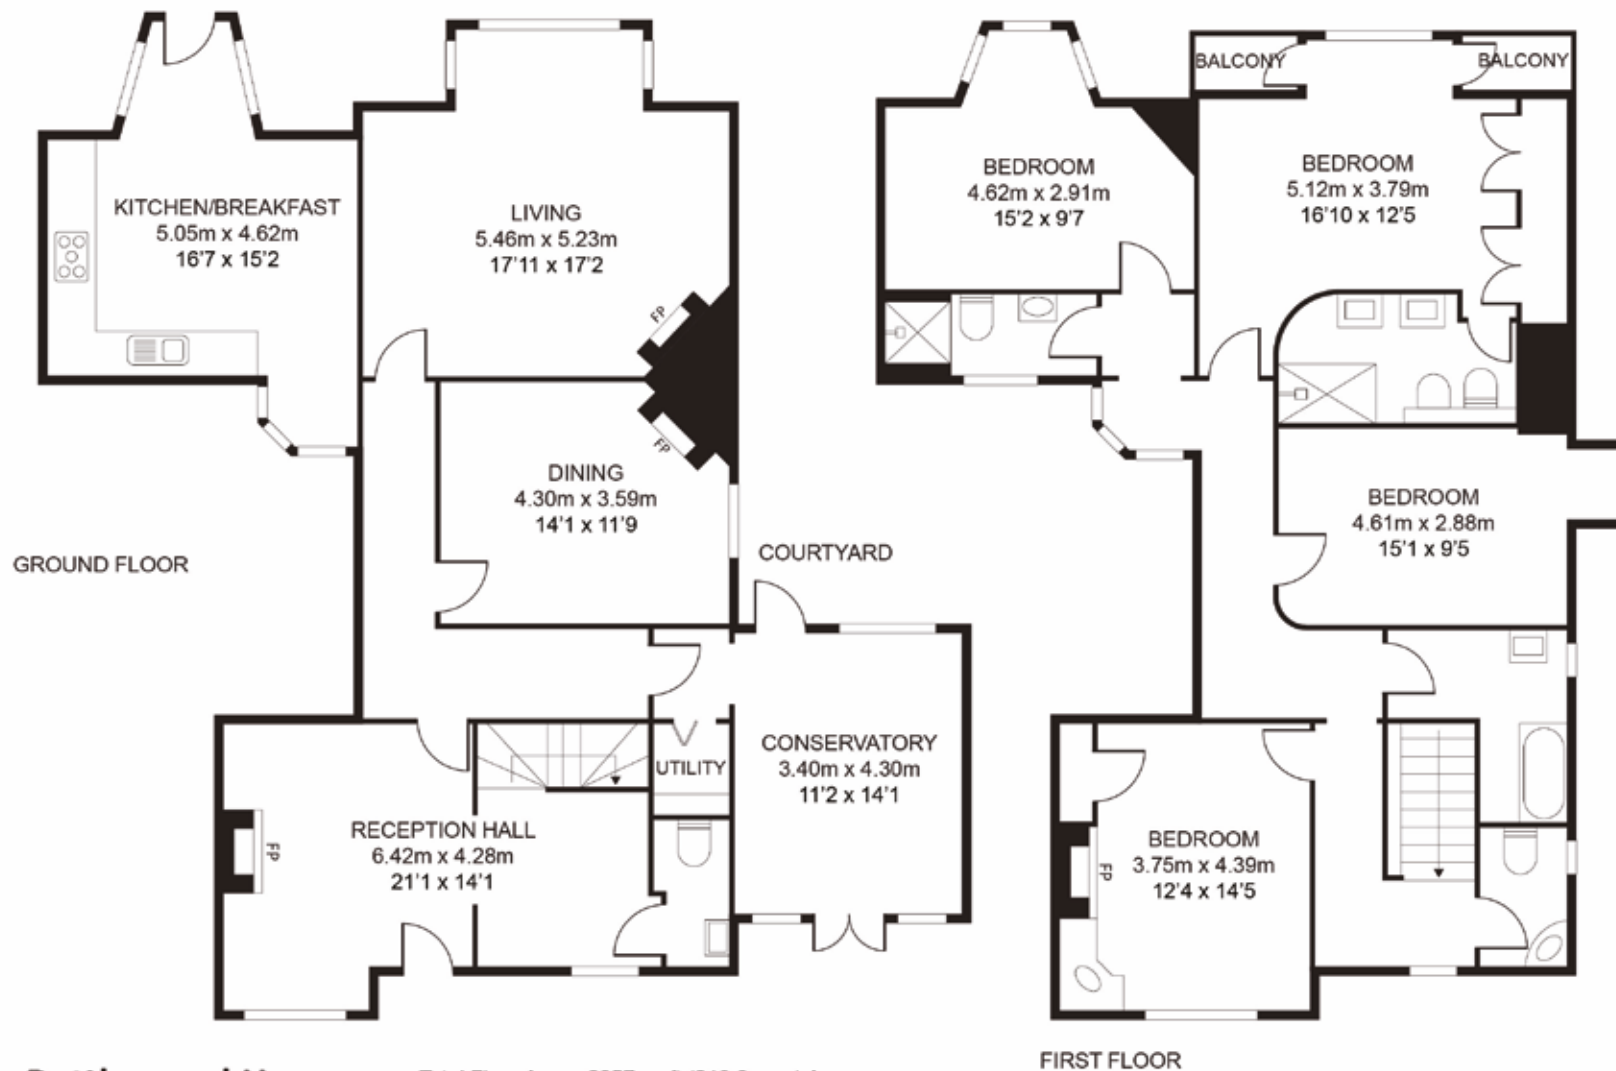 KITCHEN/BREAKFAST
5.05m x 4.62m
16'7 x 15'2
LIVING
5.46m x 5.23m
17'11 x 17'2
FP
FP
DINING
4.30m x 3.59m
14'1 x 11'9
GROUND FLOOR
COURTYARD
CONSERVATORY
3.40m x 4.30m
11'2 x 14'1
UTILITY
RECEPTION HALL
6.42m x 4.28m
21'1 x 14'1
FP
BALCONY
BALCONY
BEDROOM
4.62m x 2.91m
15'2 x 9'7
BEDROOM
5.12m x 3.79m
16'10 x 12'5
BEDROOM
4.61m x 2.88m
15'1 x 9'5
BEDROOM
3.75m x 4.39m
12'4 x 14'5
FP
FIRST FLOOR